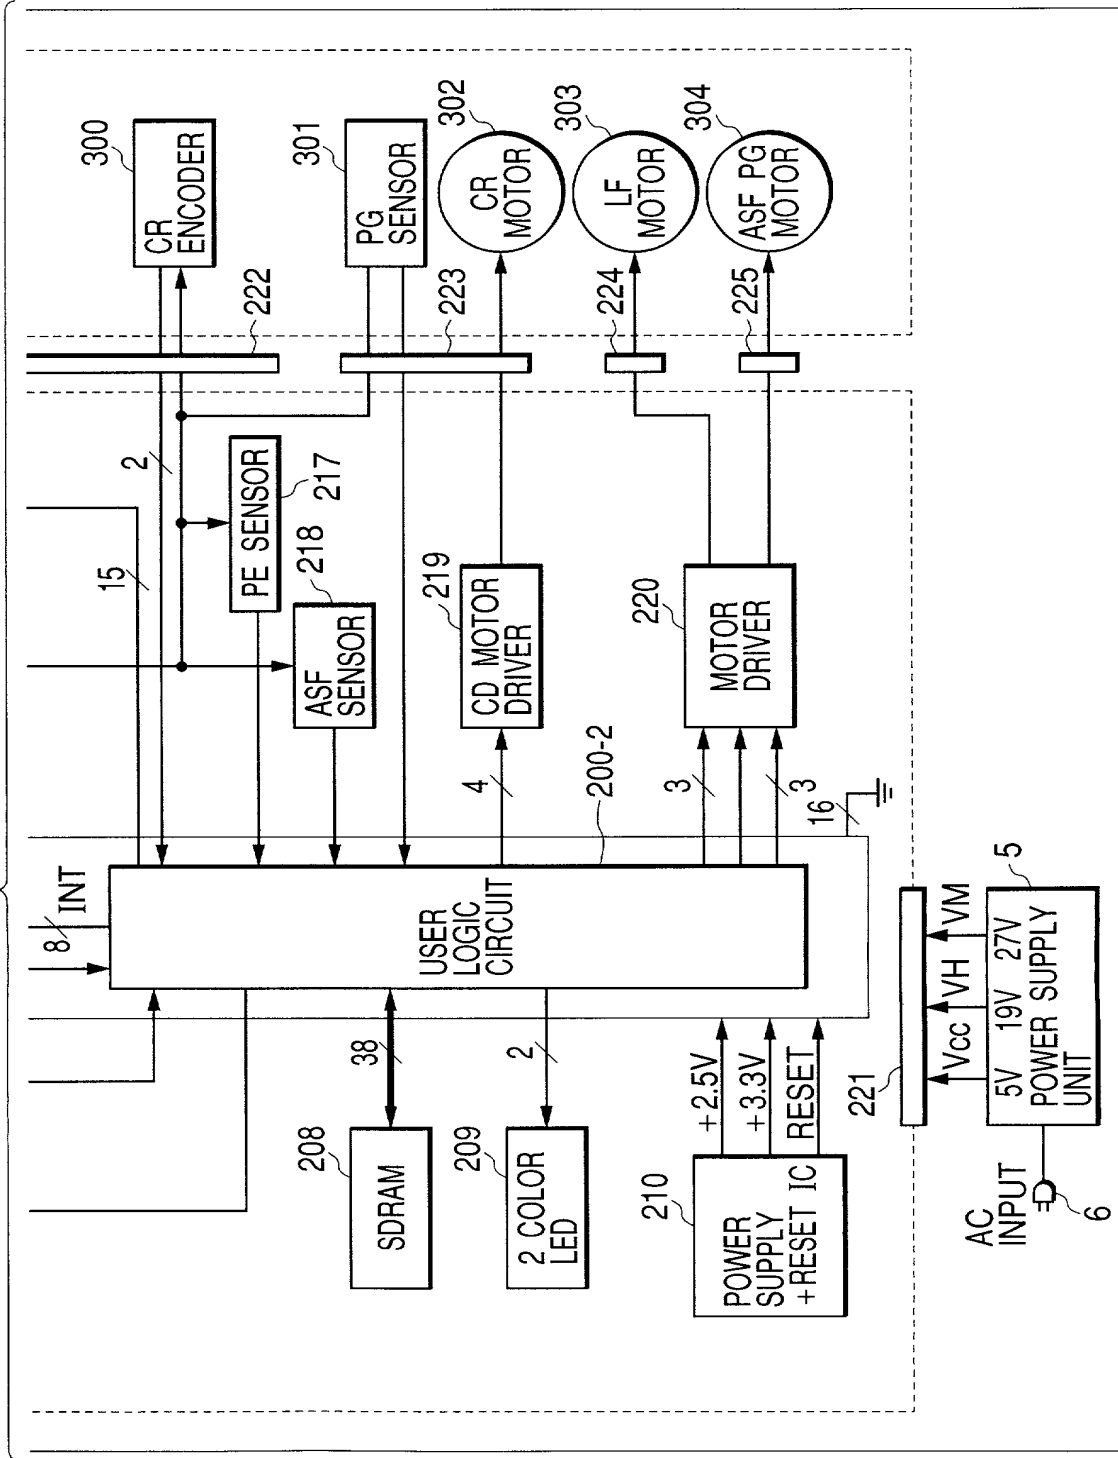 300
CR
ENCODER
301
PG
SENSOR
302
CR
MOTOR
303
LF
MOTOR
304
ASF PG
MOTOR
222
223
224
225
2
15
PE SENSOR
217
ASF
SENSOR
218
CD MOTOR
DRIVER
219
MOTOR
DRIVER
220
4
200-2
3
3
16
8
INT
USER
LOGIC
CIRCUIT
38
2
208
SDRAM
209
2 COLOR
LED
210
POWER
SUPPLY
+RESET IC
+2.5V
+3.3V
RESET
221
Vcc
VH
VM
5
5V 19V 27V
POWER SUPPLY
UNIT
AC
INPUT
6